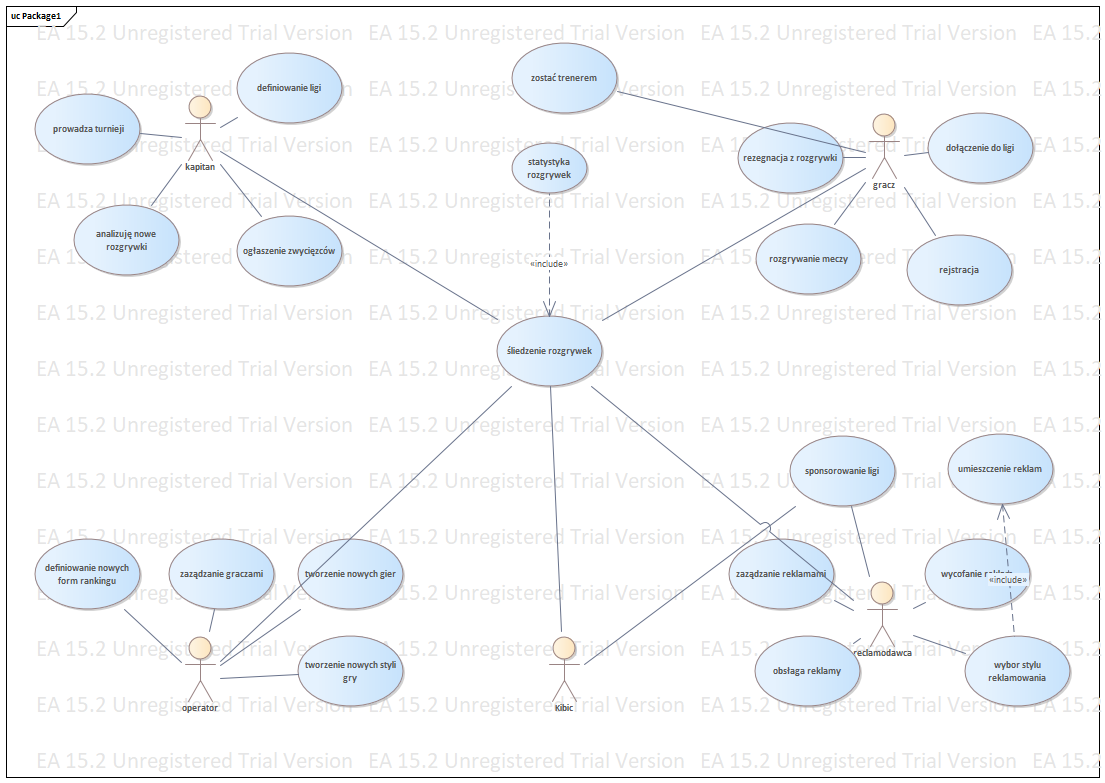 uc Package1
EA 15.2 Unregistered Trial Version EA 15.2 Unregistered Trial Version EA 15.2 Unregistered Trial Version EA 15.2
definiowanie ligi
zostać trenerem
prowadza turnieji
kapitan
statystyka
rozgrywek
rezegnacja z rozgrywki
gracz
dołączenie do ligi
analizuję nowe
rozgrywki
ogłaszenie zwycięzców
«include»
rozgrywanie meczy
rejstracja
śliedzenie rozgrywek
sponsorowanie ligi
umieszczenie reklam
definiowanie nowych
form rankingu
zaządzanie graczami
tworzenie nowych gier
zaządzanie reklamami
wycofanie
«include»
reclamodawca
tworzenie nowych styli
gry
obsłaga reklamy
wybor stylu
reklamowania
operator
Kibic